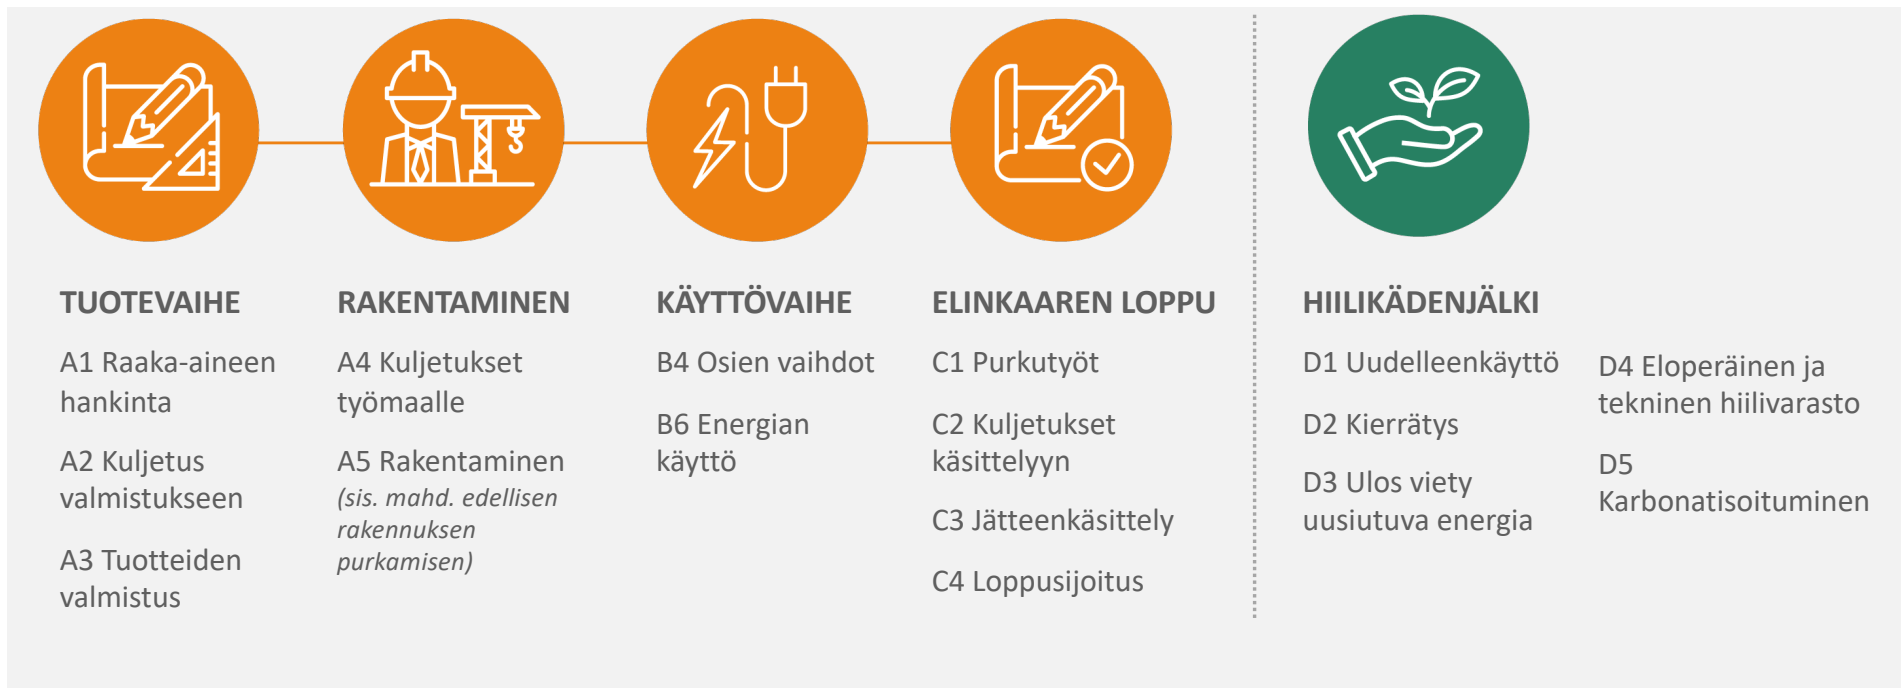 TUOTEVAIHE
A1 Raaka-aineen
hankinta
A2 Kuljetus
valmistukseen
A3 Tuotteiden
valmistus
RAKENTAMINEN
A4 Kuljetukset
työmaalle
A5 Rakentaminen
(sis. mahd. edellisen
rakennuksen
purkamisen)
KÄYTTÖVAIHE
B4 Osien vaihdot
B6 Energian
käyttö
ELINKAAREN LOPPU
C1 Purkutyöt
C2 Kuljetukset
käsittelyyn
C3 Jätteenkäsittely
C4 Loppusijoitus
HIILIKÄDENJÄLKI
D1 Uudelleenkäyttö
D2 Kierrätys
D3 Ulos viety
uusiutuva energia
D4 Eloperäinen ja
tekninen hiilivarasto
D5
Karbonatisoituminen